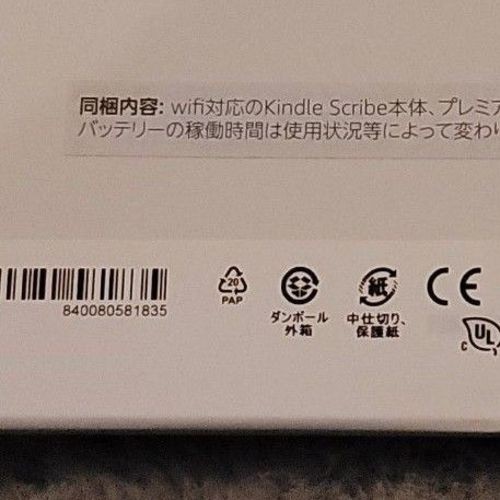 同梱内容: wifi対応のKindle Scribe本体、プレミア
バッテリーの稼働時間は使用状況等によって変わり
840080581835
20
PAP
ダンボール
外箱
紙
中仕切り、
保護紙
CE
C UL